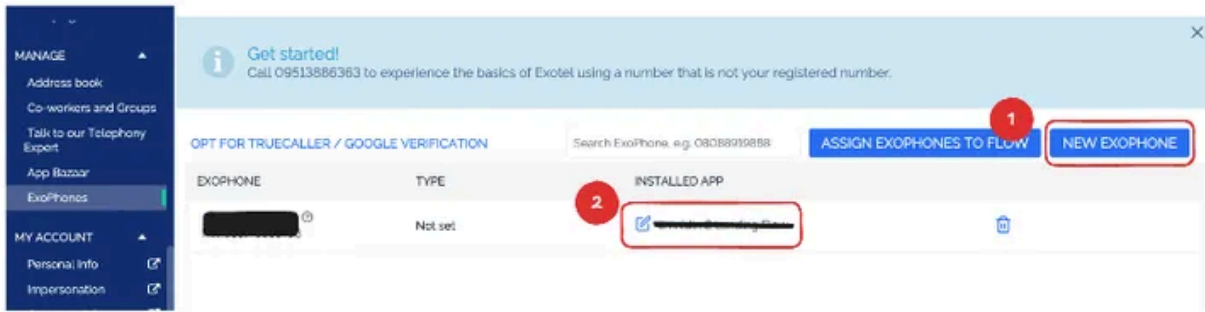 MANAGE
Address book
Co-workers and Groups
Talk to our Telephony
Expert
App Bazaar
ExoPhones
MY ACCOUNT
Personal Info
Impersonation
Get started!
Call 09513886363 to experience the basics of Exotel using a number that is not your registered number.
1
OPT FOR TRUECALLER / GOOGLE VERIFICATION
Search ExoPhone, e.g. 08088919888
ASSIGN EXOPHONES TO FLOW
NEW EXOPHONE
EXOPHONE
TYPE
INSTALLED APP
2
Not set